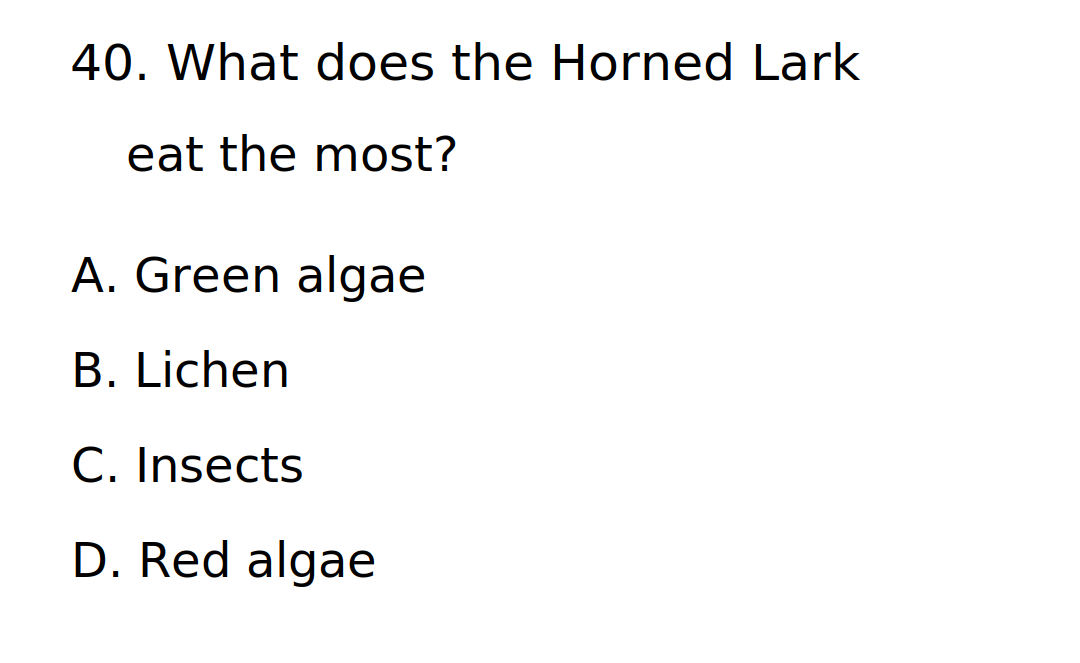 40. What does the Horned Lark
eat the most?
A. Green algae
B. Lichen
C. Insects
D. Red algae